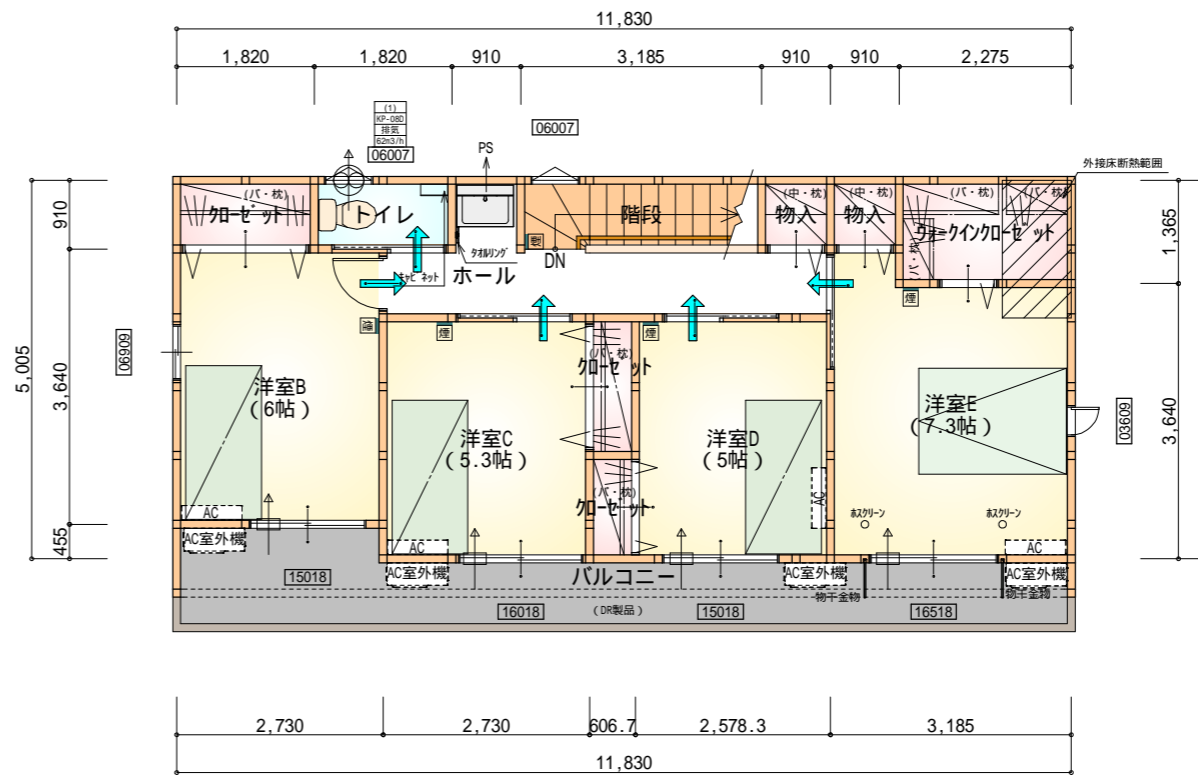 11,830
1,820
1,820
910
3,185
910
910
2,275
(1)
KP-08D
排気
62m3/h
06007
06007
PS
外接床断熱範囲
(パ・枕)
クローゼット
トイレ
タオルリング
階段
(中・枕)
物入
(中・枕)
物入
(パ・枕)
(パ・枕)
ウォークインクローゼット
(パ・枕)
キャビネット
ホール
DN
煙
煙
煙
5,005
910
3,640
455
1,365
3,640
06909
03609
洋室B
(6帖)
洋室C
(5.3帖)
(パ・枕)
クローゼット
(パ・枕)
クローゼット
洋室D
(5帖)
洋室E
(7.3帖)
ホスクリーン
ホスクリーン
AC
AC室外機
AC
AC室外機
AC
AC室外機
AC
AC室外機
バルコニー
(DR製品)
15018
16018
15018
16518
物干金物
物干金物
2,730
2,730
606.7
2,578.3
3,185
11,830